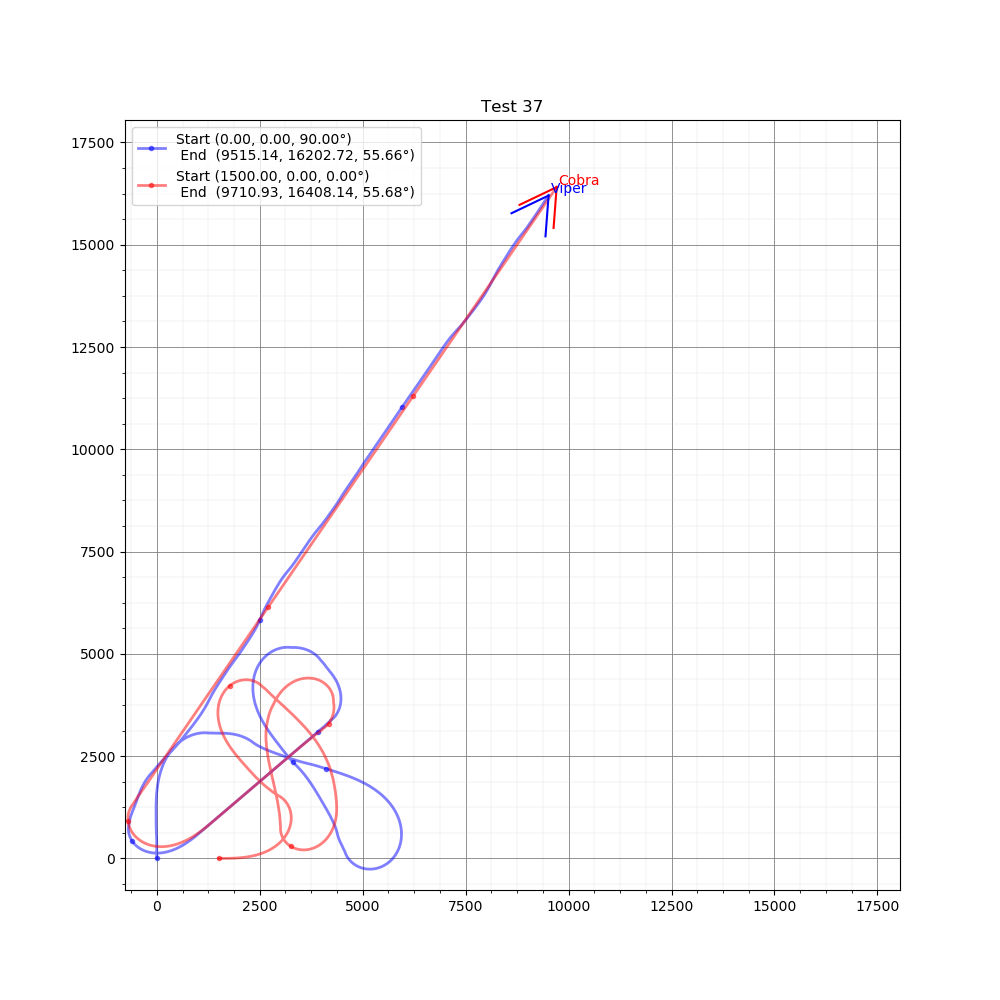 Test 37
Start (0.00, 0.00, 90.00°)
End (9515.14, 16202.72, 55.66°)
Start (1500.00, 0.00, 0.00°)
End (9710.93, 16408.14, 55.68°)
Cobra
Viper
17500
15000
12500
10000
7500
5000
2500
0
0 2500 5000 7500 10000 12500 15000 17500